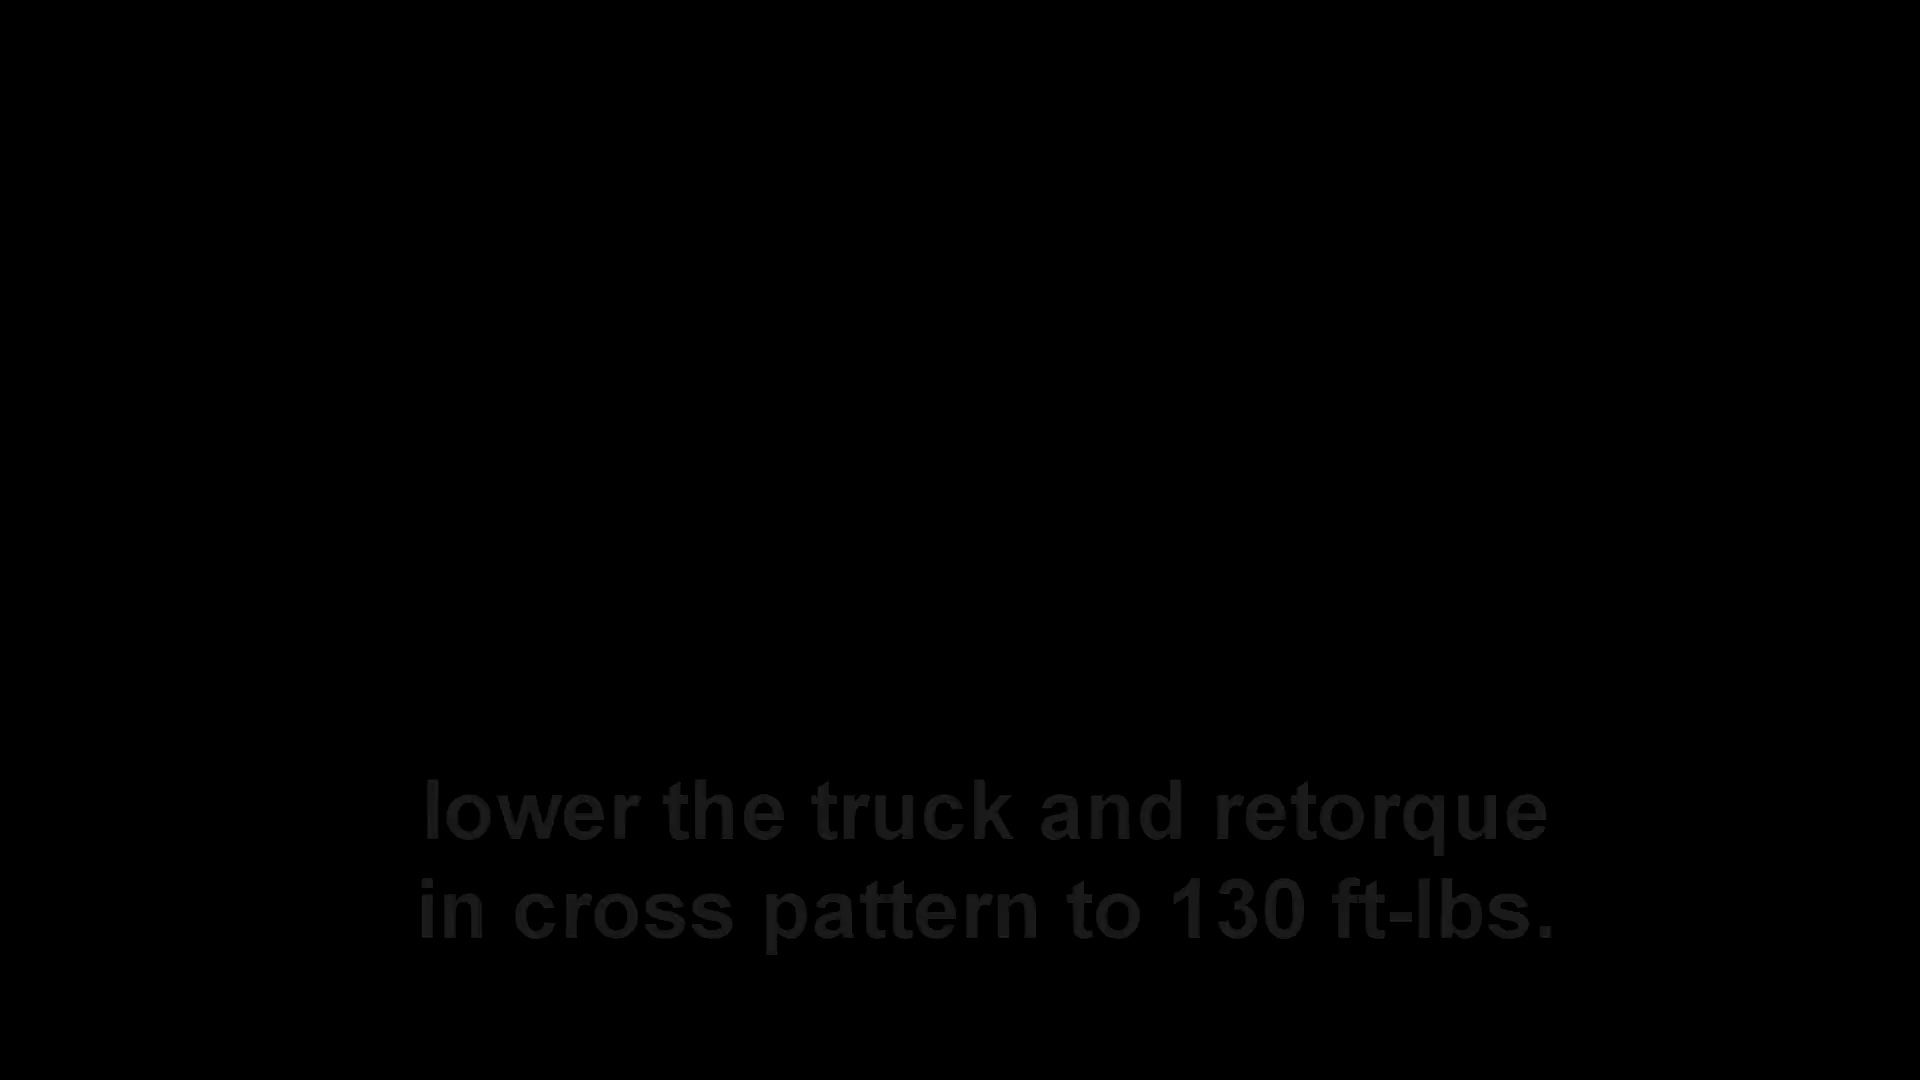 lower the truck and retorque
in cross pattern to 130 ft-lbs.